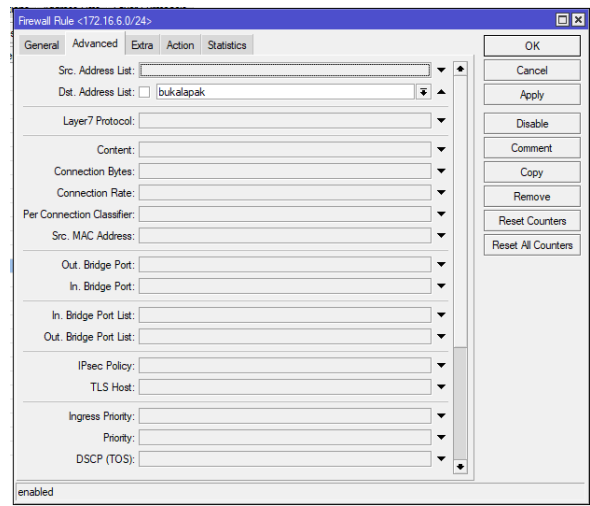 Firewall Rule <172.16.6.0/24>
General Advanced Extra Action Statistics
Src. Address List:
Dst. Address List: bukalapak
Layer7 Protocol:
Content:
Connection Bytes:
Connection Rate:
Per Connection Classifier:
Src. MAC Address:
Out. Bridge Port:
In. Bridge Port:
In. Bridge Port List:
Out. Bridge Port List:
IPsec Policy:
TLS Host:
Ingress Priority:
Priority:
DSCP (TOS):
OK
Cancel
Apply
Disable
Comment
Copy
Remove
Reset Counters
Reset All Counters
enabled